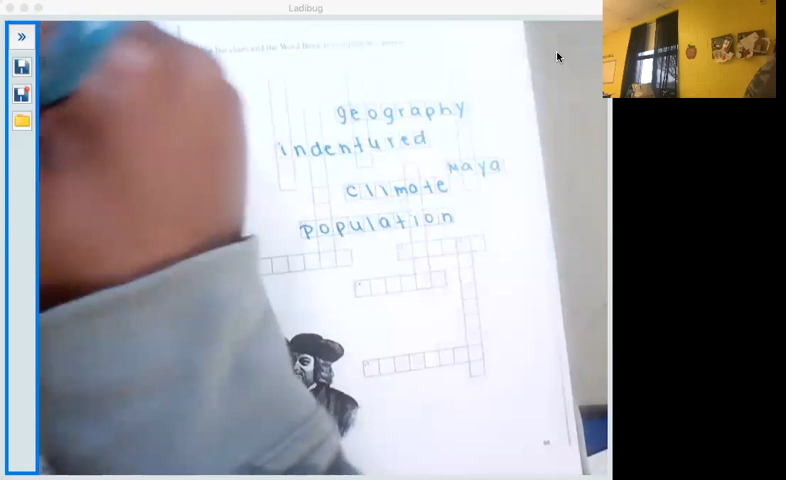 Ladibug
geography
indentured
Maya
climate
population